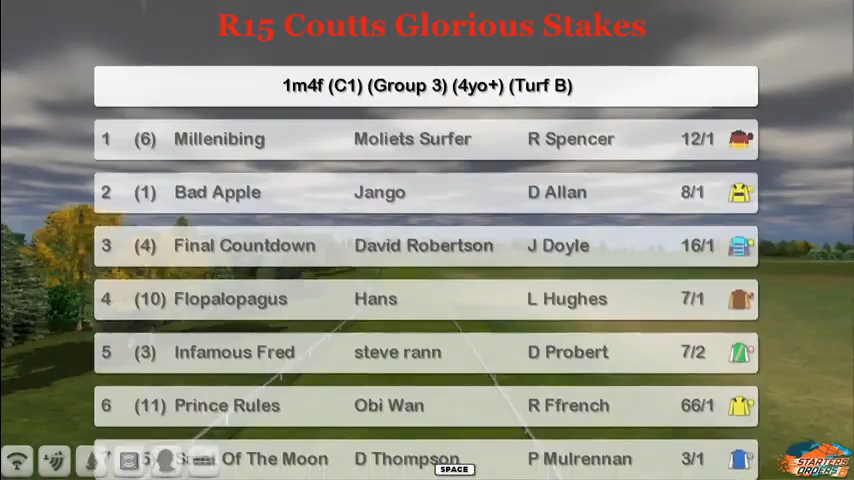 R15 Coutts Glorious Stakes
1m4f (C1) (Group 3) (4yo+) (Turf B)
1 (6) Millenibing Moliets Surfer R Spencer 12/1
2 (1) Bad Apple Jango D Allan 8/1
3 (4) Final Countdown David Robertson J Doyle 16/1
4 (10) Flopalopagus Hans L Hughes 7/1
5 (3) Infamous Fred steve rann D Probert 7/2
6 (11) Prince Rules Obi Wan R Ffrench 66/1
Of The Moon D Thompson P Mulrennan 3/1
SPACE
STARTERS
ORDERS 6